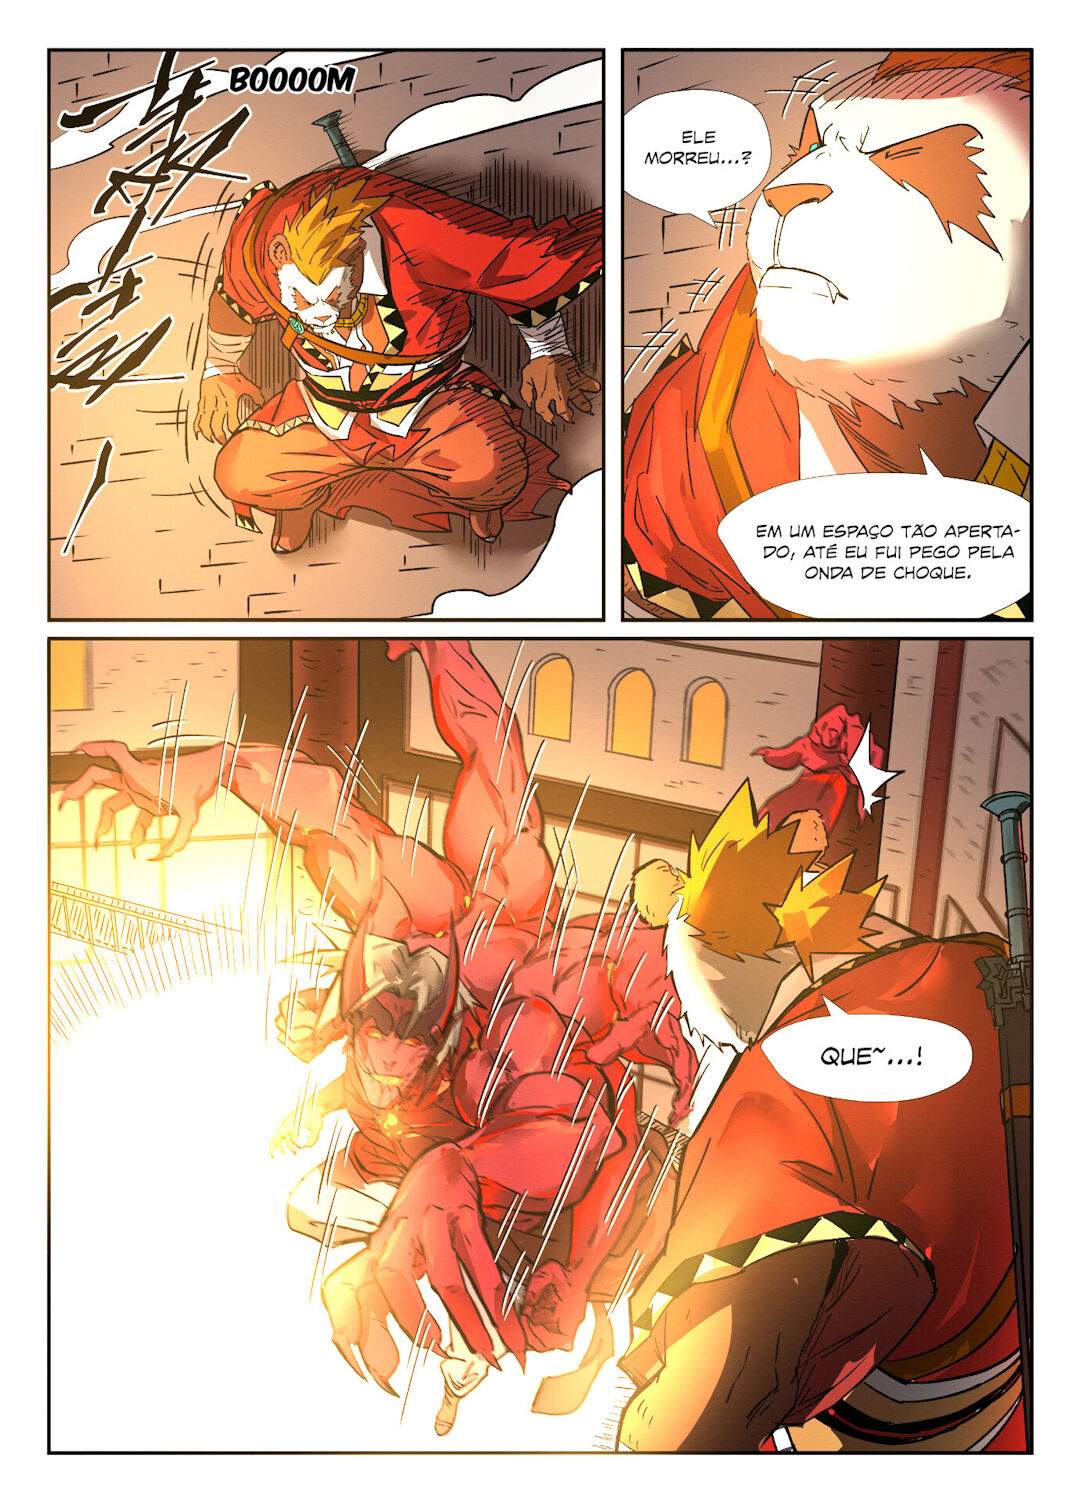 BOOOOM
ELE
MORREU...?
EM UM ESPAÇO TÃO APERTA-
DO, ATÉ EU FUI PEGO PELA
ONDA DE CHOQUE.
QUE~...!